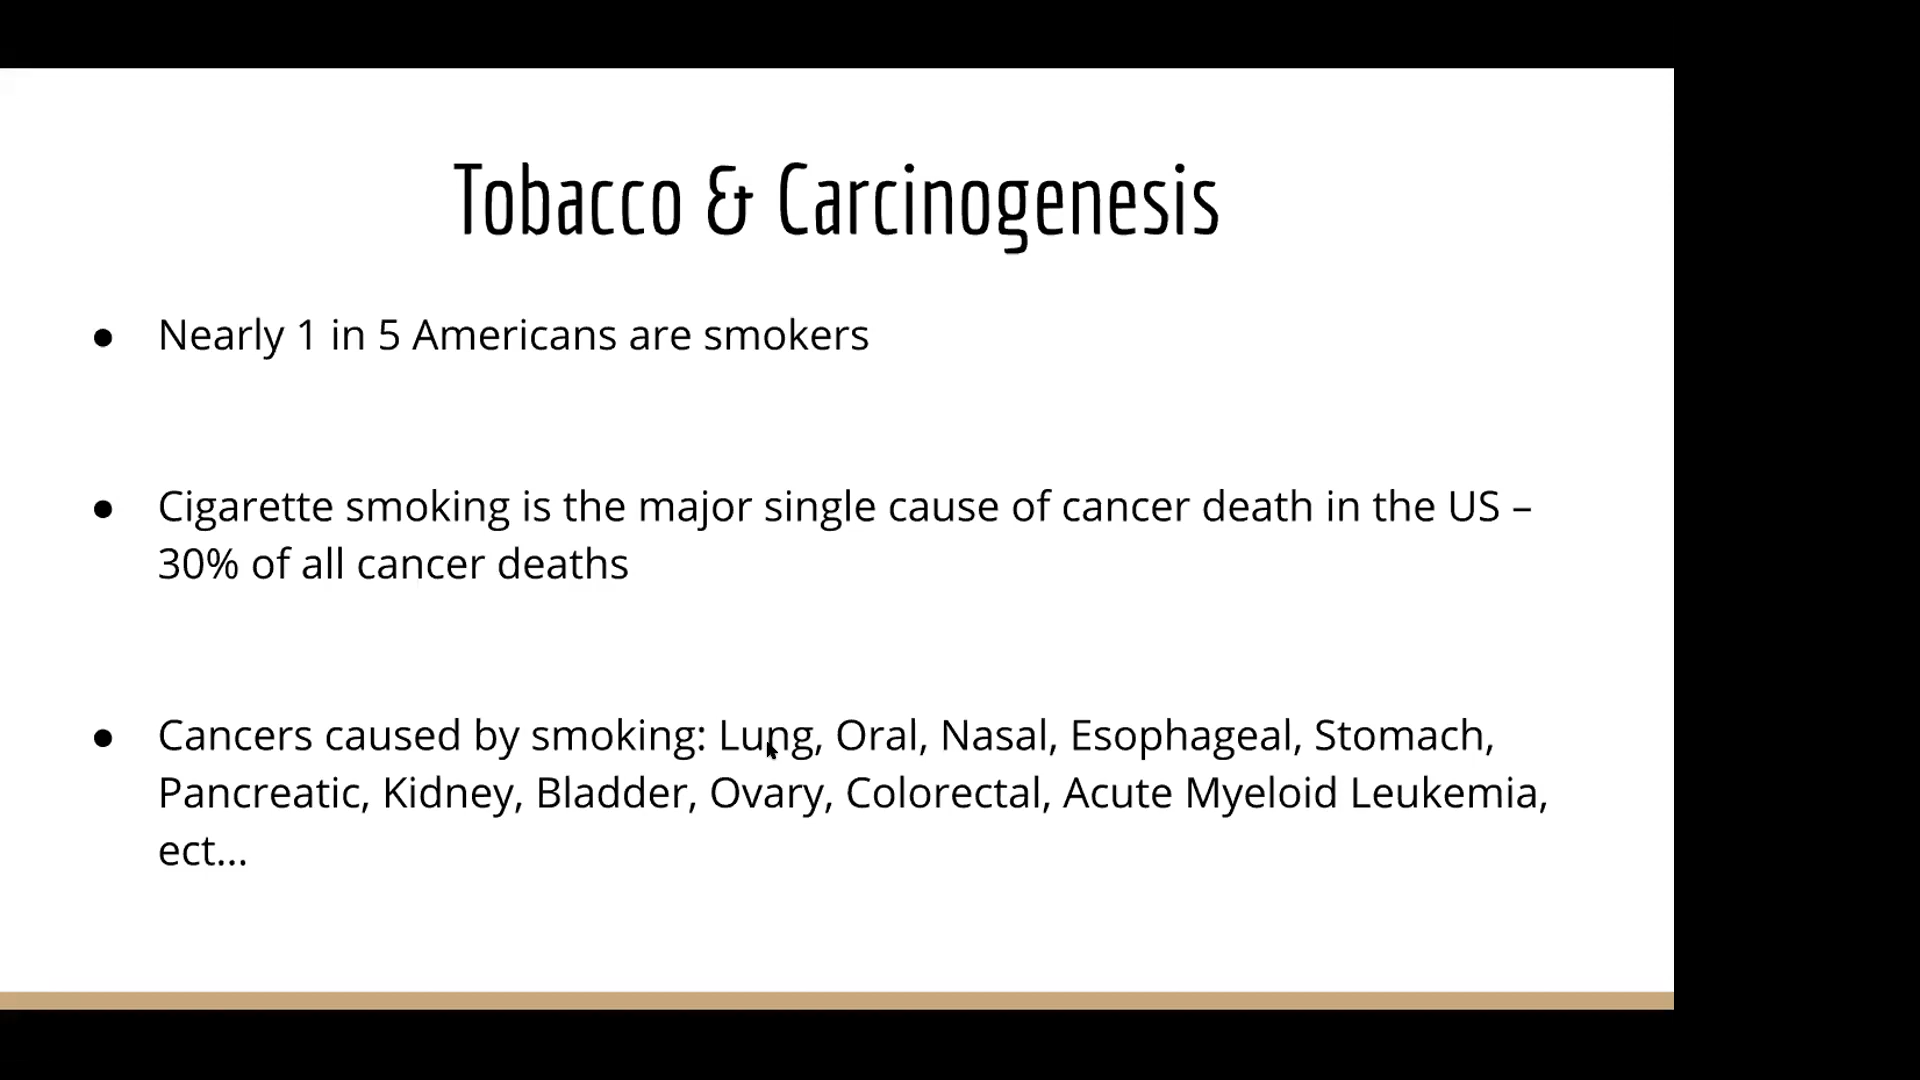 Tobacco & Carcinogenesis
● Nearly 1 in 5 Americans are smokers
● Cigarette smoking is the major single cause of cancer death in the US –
30% of all cancer deaths
● Cancers caused by smoking: Lung, Oral, Nasal, Esophageal, Stomach,
Pancreatic, Kidney, Bladder, Ovary, Colorectal, Acute Myeloid Leukemia,
ect...